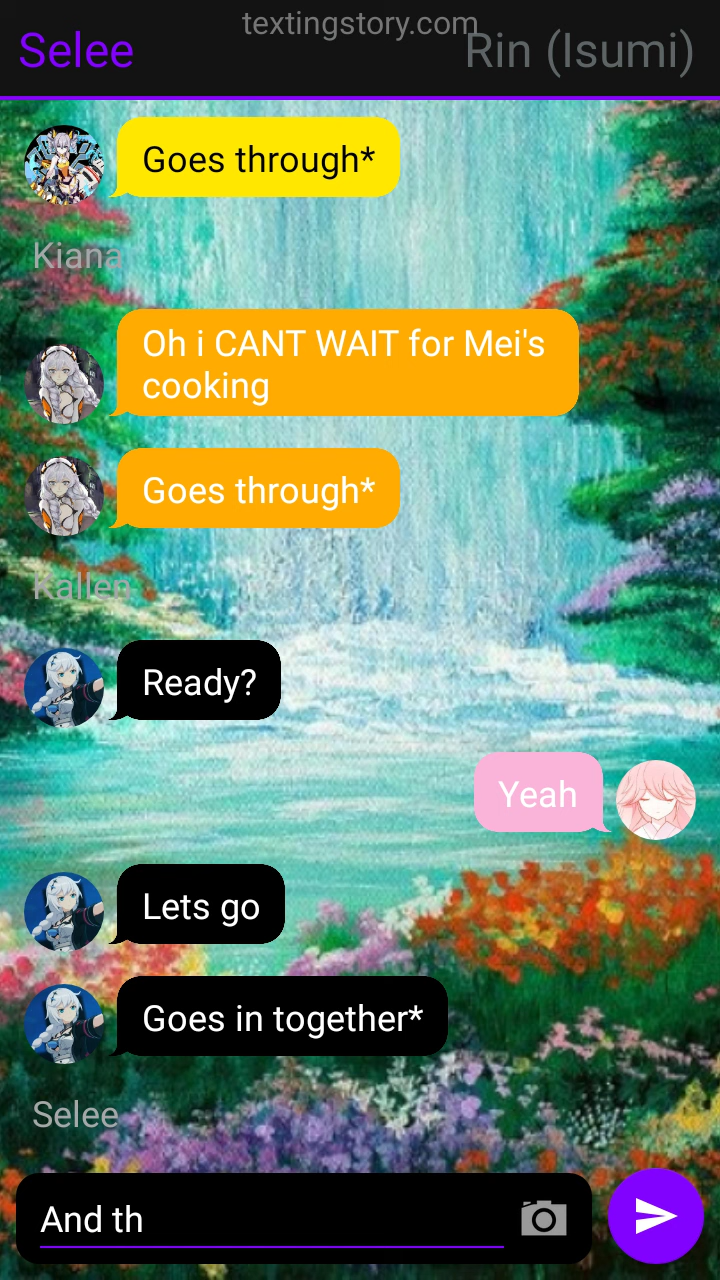 textingstory.com
Selee
Rin (Isumi)
Goes through*
Kiana
Oh i CANT WAIT for Mei's
cooking
Goes through*
Kallen
Ready?
Yeah
Lets go
Goes in together*
Selee
And th